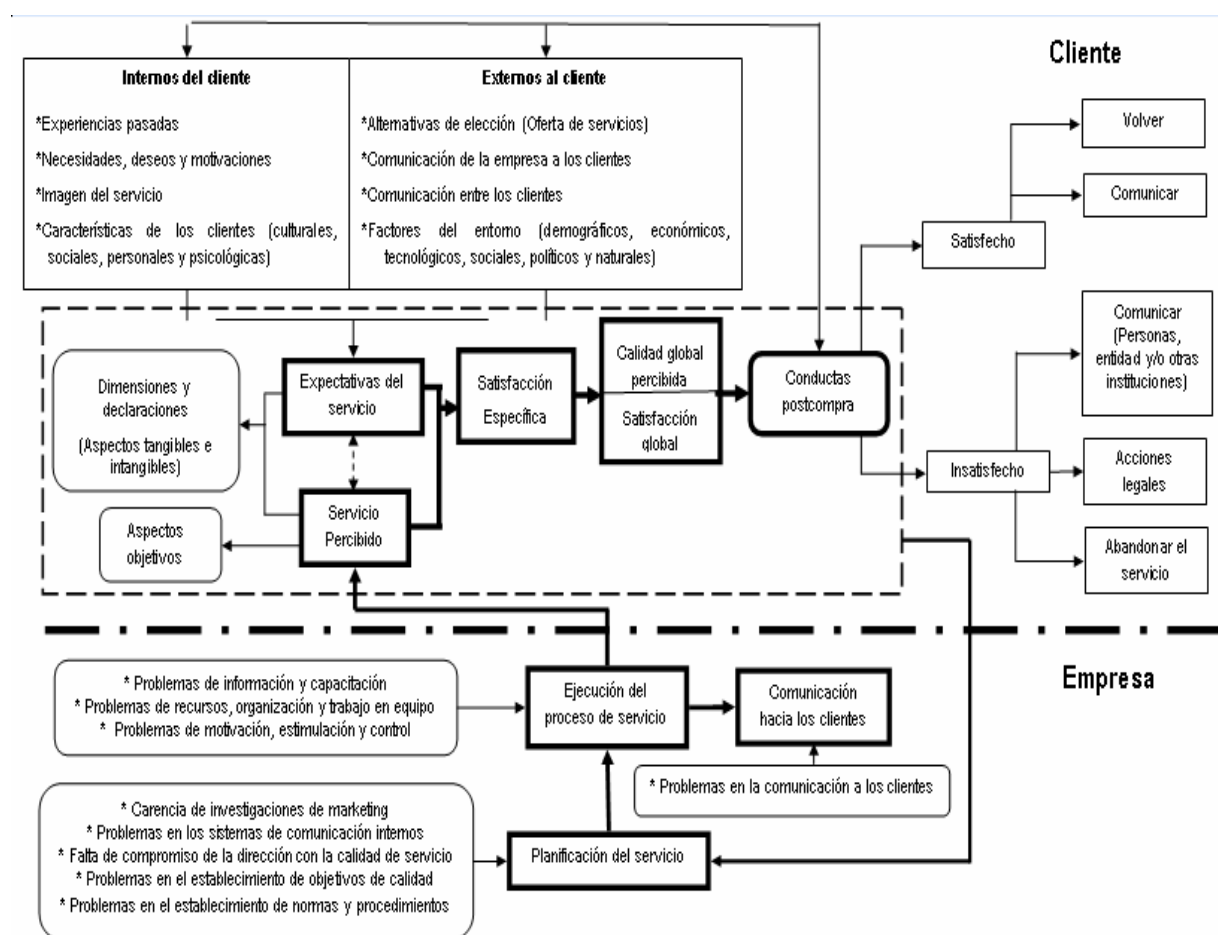 Cliente
Internos del cliente
*Experiencias pasadas
*Necesidades, deseos y motivaciones
*Imagen del servicio
*Características de los clientes (culturales,
sociales, personales y psicológicas)
Externos al cliente
*Alternativas de elección (Oferta de servicios)
*Comunicación de la empresa a los clientes
*Comunicación entre los clientes
*Factores del entorno (demográficos, económicos,
tecnológicos, sociales, políticos y naturales)
Volver
Comunicar
Satisfecho
Dimensiones y
declaraciones
(Aspectos tangibles e
intangibles)
Expectativas del
servicio
Satisfacción
Específica
Calidad global
percibida
Satisfacción
global
Conductas
postcompra
Comunicar
(Personas,
entidad y/o otras
instituciones)
Insatisfecho
Acciones
legales
Abandonar el
servicio
Servicio
Percibido
Aspectos
objetivos
Empresa
* Problemas de información y capacitación
* Problemas de recursos, organización y trabajo en equipo
* Problemas de motivación, estimulación y control
Ejecución del
proceso de servicio
Comunicación
hacia los clientes
* Problemas en la comunicación a los clientes
* Carencia de investigaciones de marketing
* Problemas en los sistemas de comunicación internos
* Falta de compromiso de la dirección con la calidad de servicio
* Problemas en el establecimiento de objetivos de calidad
* Problemas en el establecimiento de normas y procedimientos
Planificación del servicio